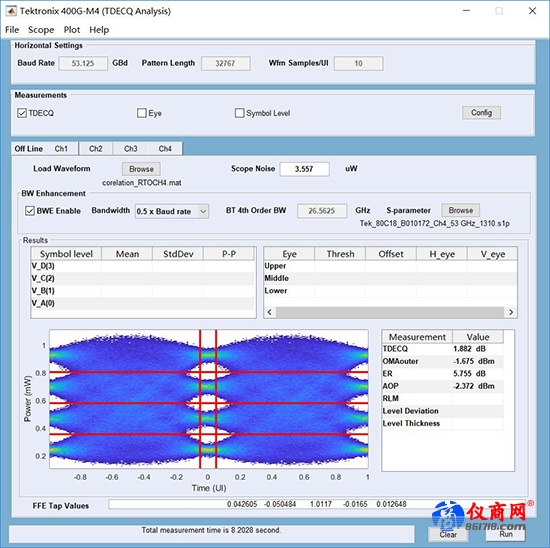 Tektronix 400G-M4 (TDECQ Analysis)
File Scope Plot Help
Horizontal Settings
Baud Rate 53.125 GBd Pattern Length 32767 Wfm Samples/UI 10
Measurements
TDECQ Eye Symbol Level Config
Off Line Ch1 Ch2 Ch3 Ch4
Load Waveform Browse Scope Noise 3.557 uW
corelation_RTOCH4.mat
BW Enhancement
BWE Enable Bandwidth 0.5 x Baud rate BT 4th Order BW 26.5625 GHz S-parameter Browse
Tek_80C18_B010172_Ch4_53 GHz_1310.s1p
Results
Symbol level Mean StdDev P-P
V_D(3)
V_C(2)
V_B(1)
V_A(0)
Eye Thresh Offset H_eye V_eye
Upper
Middle
Lower
Power (mW)
1
0.8
0.6
0.4
0.2
-0.8 -0.6 -0.4 -0.2 0 0.2 0.4 0.6 0.8 1
Time (UI)
Measurement Value
TDECQ 1.882 dB
OMAouter -1.675 dBm
ER 5.755 dB
AOP -2.372 dBm
RLM
Level Deviation
Level Thickness
FFE Tap Values 0.042605 -0.050484 1.0117 -0.0165 0.012648
Total measurement time is 8.2028 second.
Clear Run
仪商网®
861718.com